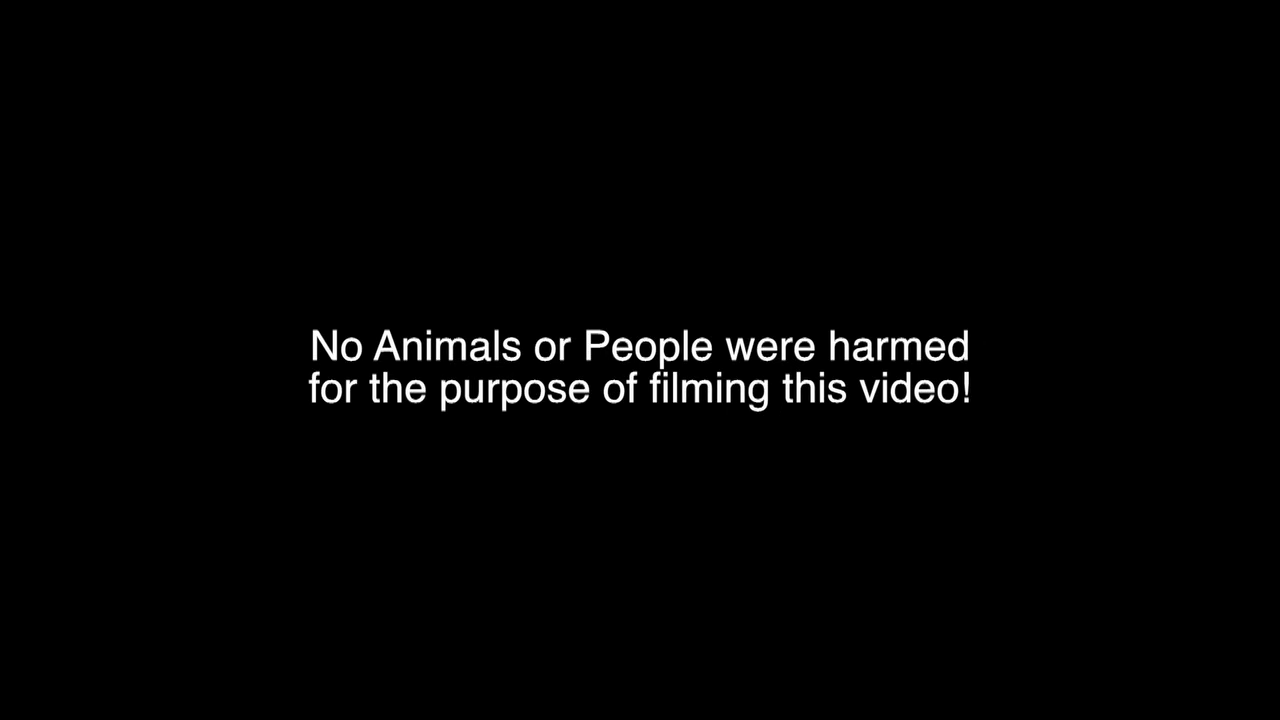 No Animals or People were harmed
for the purpose of filming this video!